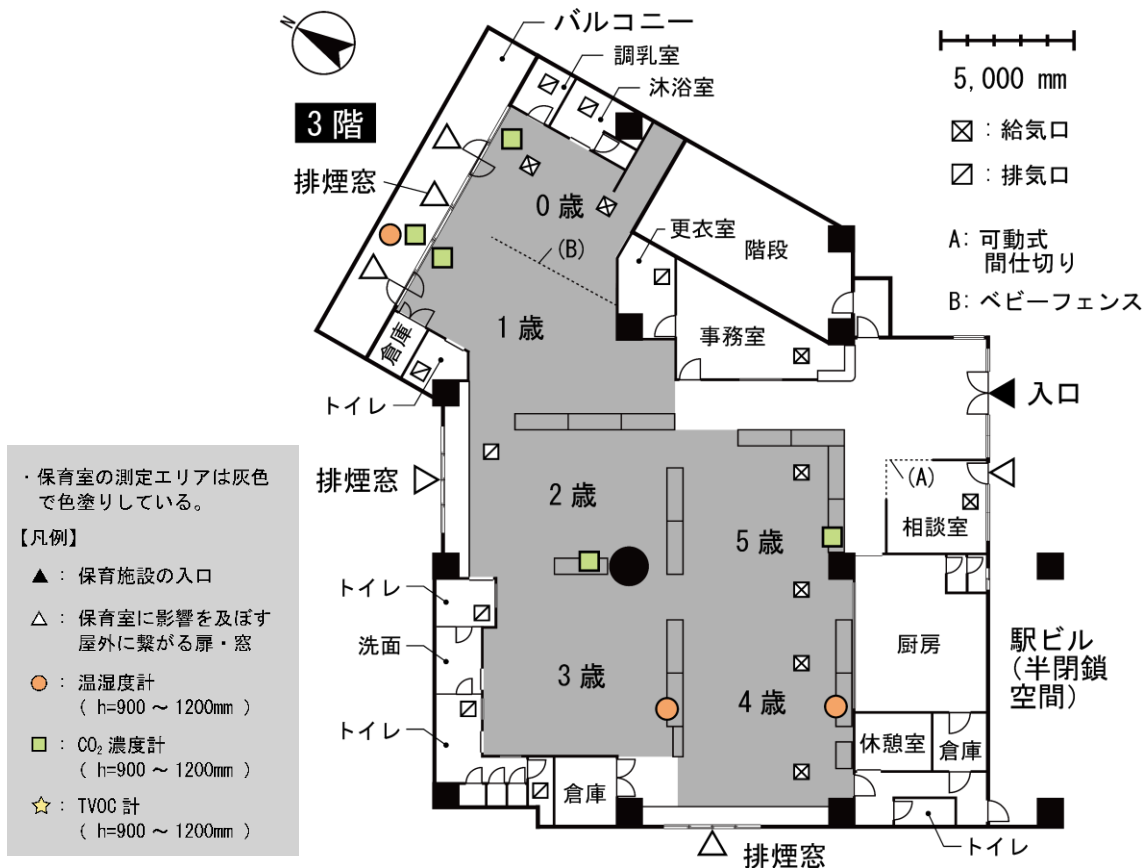 N
バルコニー
調乳室
沐浴室
3階
排煙窓
0歳
(B)
更衣室
階段
1歳
事務室
倉庫
トイレ
5,000 mm
：給気口
：排気口
A: 可動式
間仕切り
B: ベビーフェンス
入口
排煙窓
2歳
(A)
相談室
5歳
トイレ
洗面
3歳
4歳
厨房
駅ビル
(半閉鎖
空間)
トイレ
休憩室
倉庫
倉庫
トイレ
排煙窓
・保育室の測定エリアは灰色
で色塗りしている。
【凡例】
▲：保育施設の入口
△：保育室に影響を及ぼす
屋外に繋がる扉・窓
：温湿度計
( h=900 ～ 1200mm )
：CO₂ 濃度計
( h=900 ～ 1200mm )
☆：TVOC 計
( h=900 ～ 1200mm )